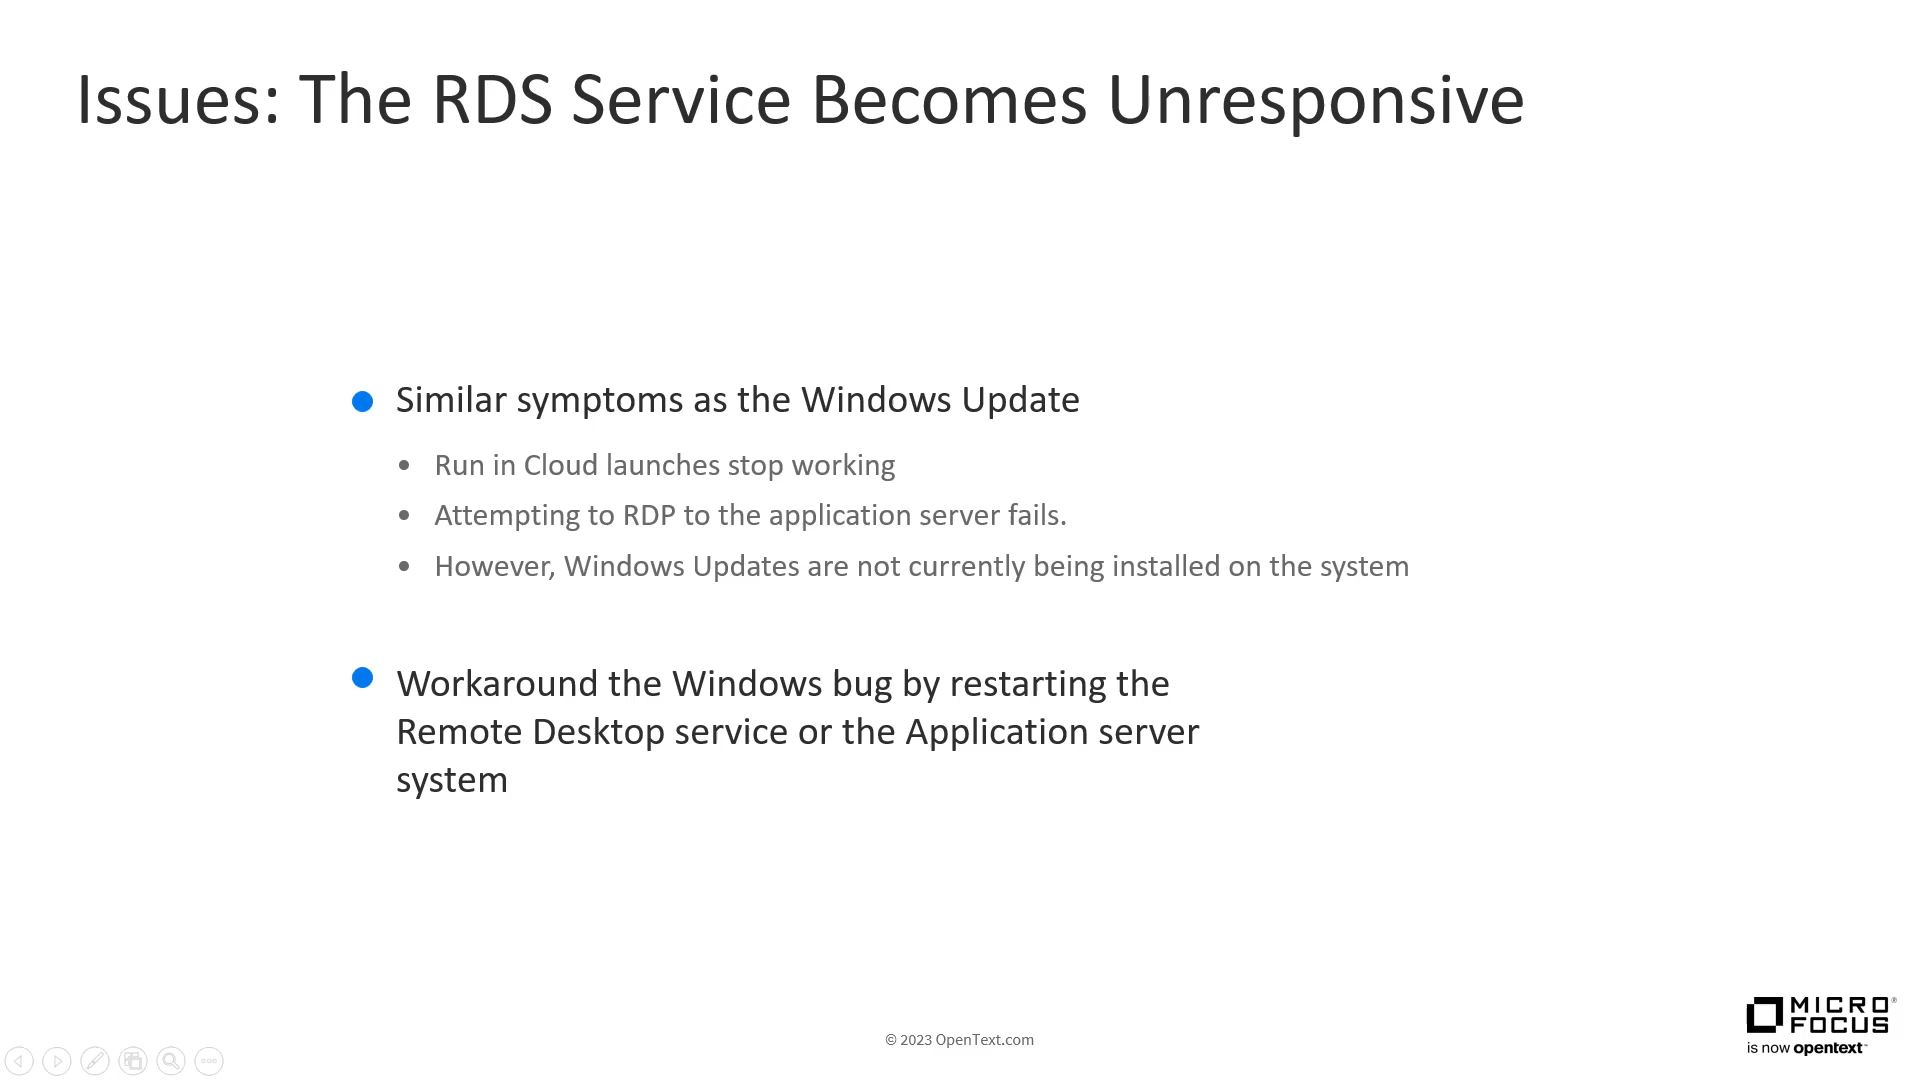 Issues: The RDS Service Becomes Unresponsive
Similar symptoms as the Windows Update
Run in Cloud launches stop working
Attempting to RDP to the application server fails.
However, Windows Updates are not currently being installed on the system
Workaround the Windows bug by restarting the
Remote Desktop service or the Application server
system
© 2023 OpenText.com
MICRO®
FOCUS
is now opentext™